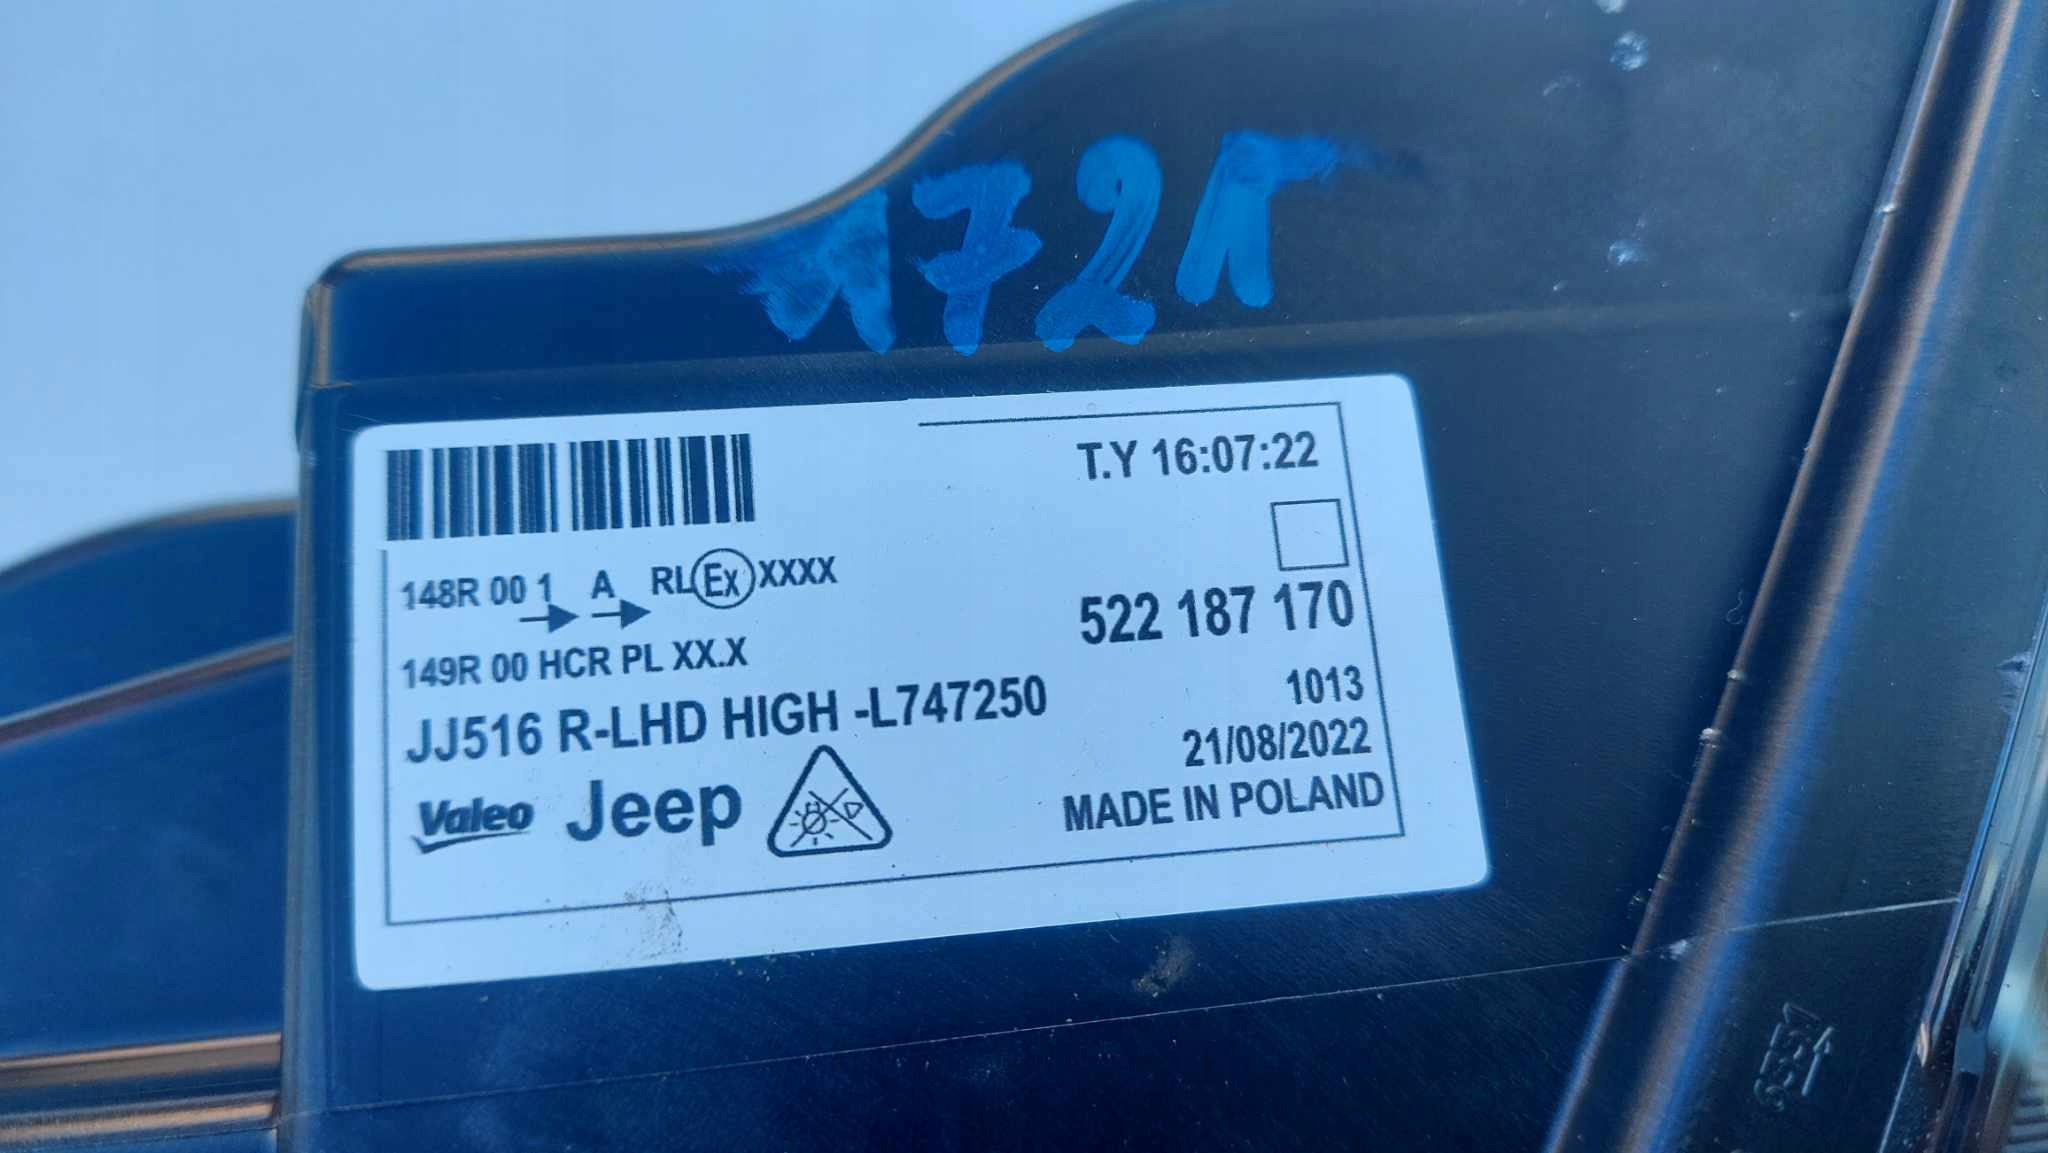 1721
T.Y 16:07:22
148R 00 1 A RL Ex XXXX
149R 00 HCR PL XX.X
522 187 170
JJ516 R-LHD HIGH -L747250
1013
21/08/2022
Valeo Jeep
MADE IN POLAND